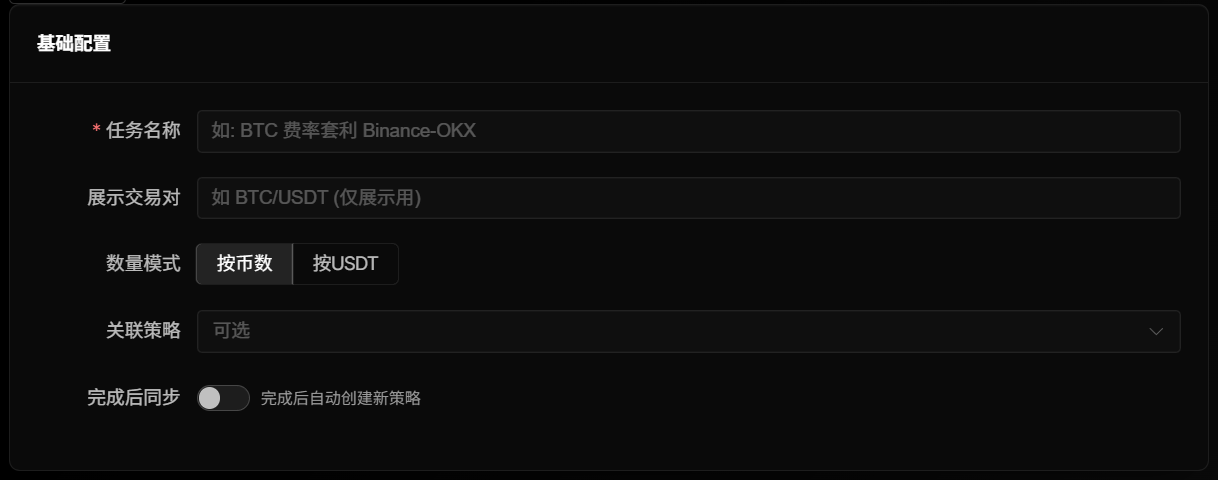 基础配置
* 任务名称 如: BTC 费率套利 Binance-OKX
展示交易对 如 BTC/USDT (仅展示用)
数量模式 按币数 按USDT
关联策略 可选
完成后同步 完成后自动创建新策略